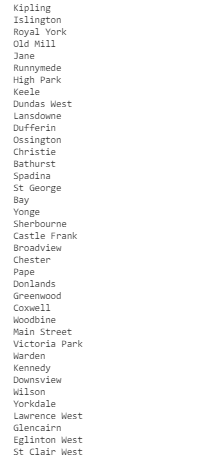 Kipling
Islington
Royal York
Old Mill
Jane
Runnymede
High Park
Keele
Dundas West
Lansdowne
Dufferin
Ossington
Christie
Bathurst
Spadina
St George
Bay
Yonge
Sherbourne
Castle Frank
Broadview
Chester
Pape
Donlands
Greenwood
Coxwell
Woodbine
Main Street
Victoria Park
Warden
Kennedy
Downsview
Wilson
Yorkdale
Lawrence West
Glencairn
Eglinton West
St Clair West